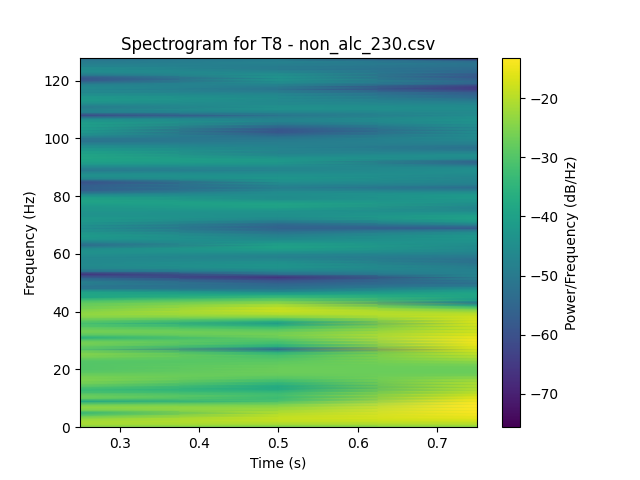 Spectrogram for T8 - non_alc_230.csv
120
100
80
60
40
20
0
Frequency (Hz)
0.3 0.4 0.5 0.6 0.7
Time (s)
−20
−30
−40
−50
−60
−70
Power/Frequency (dB/Hz)